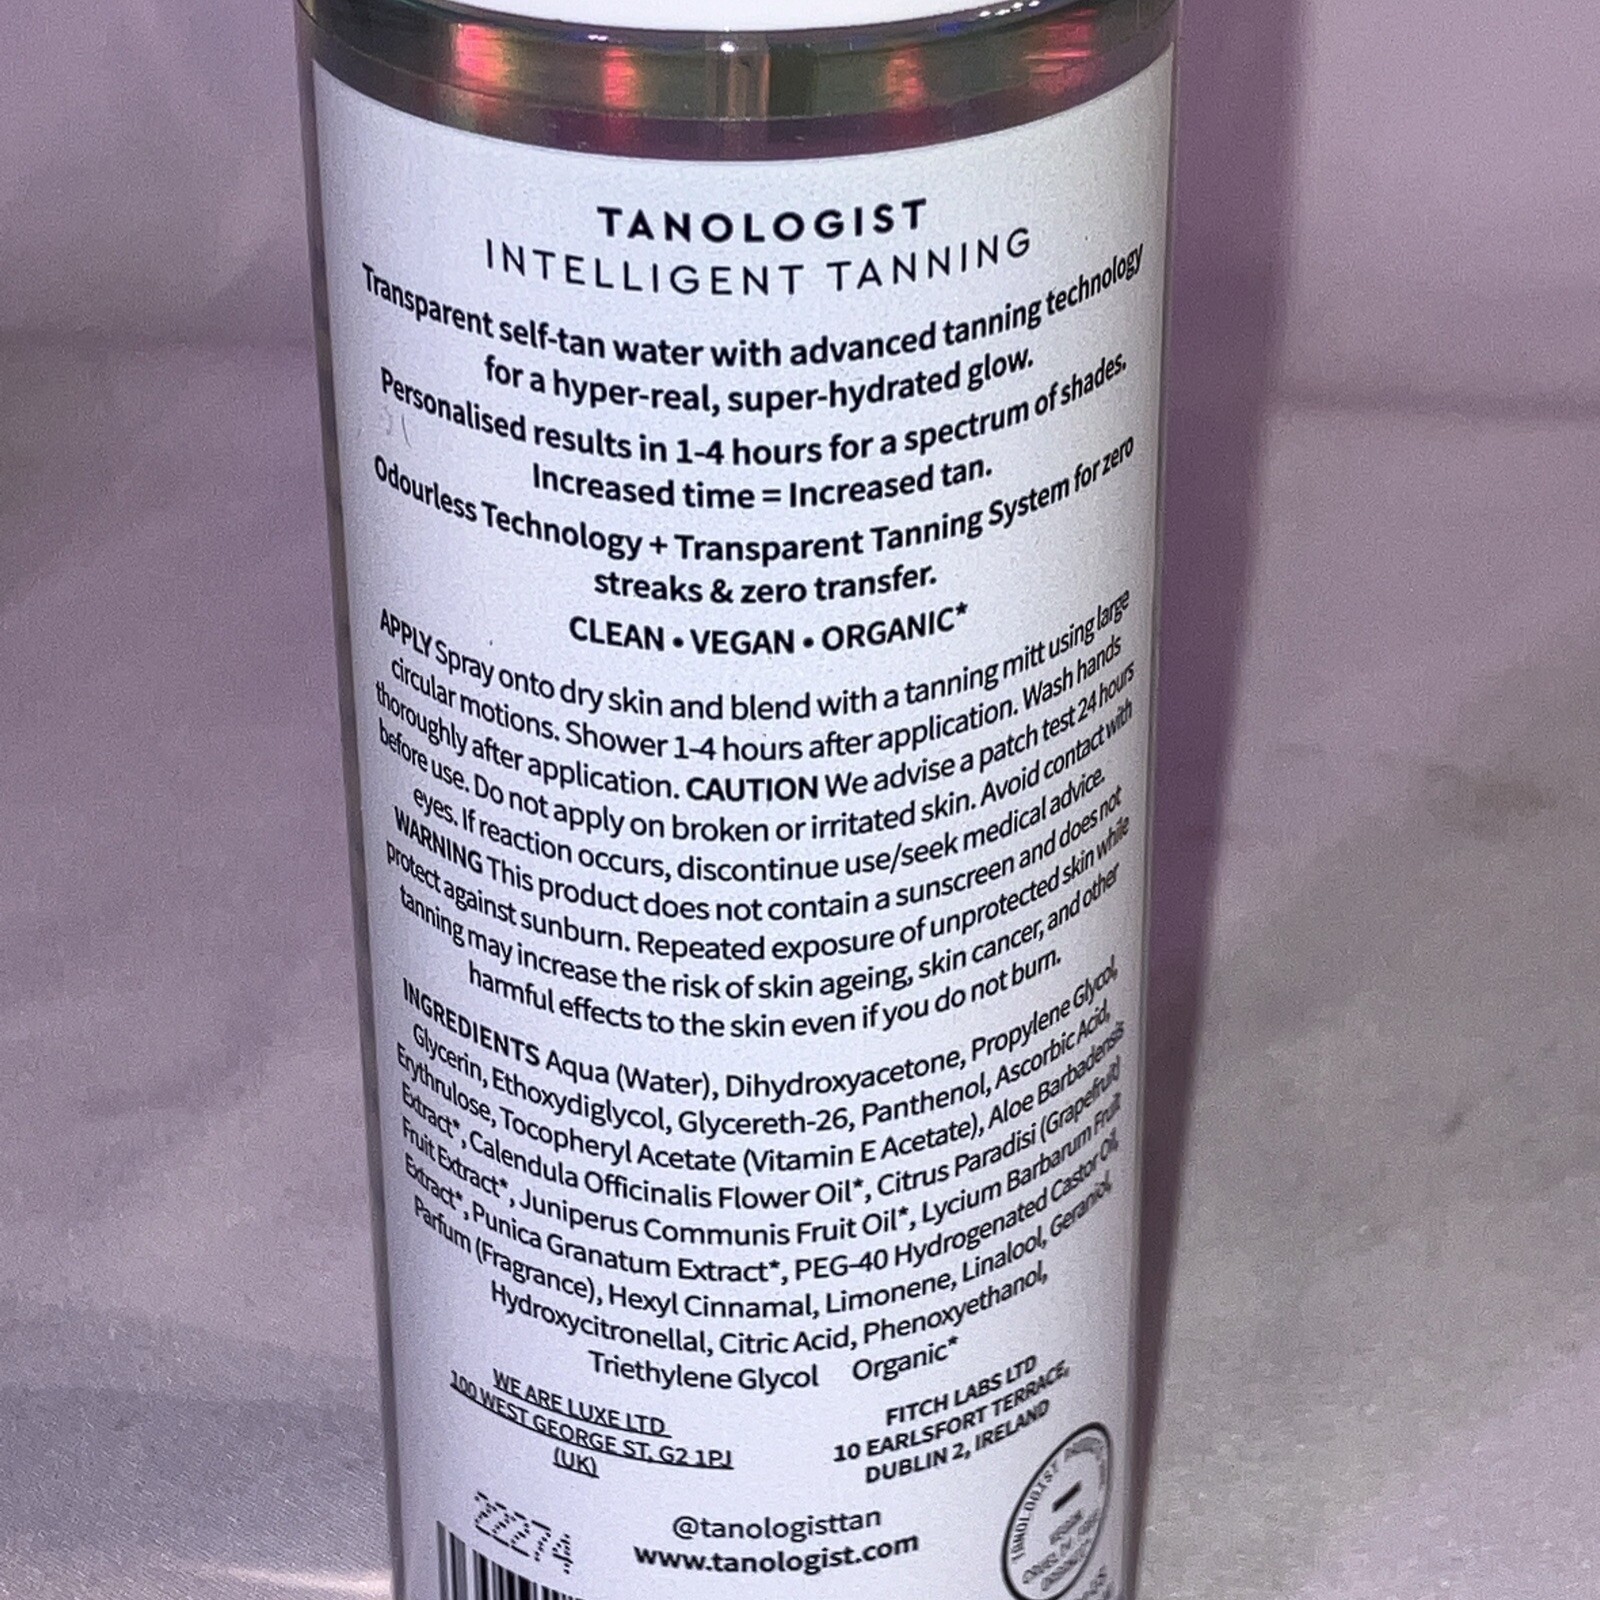 TANOLOGIST
INTELLIGENT TANNING
Transparent self-tan water with advanced tanning technology
for a hyper-real, super-hydrated glow.
Personalised results in 1-4 hours for a spectrum of shades.
Increased time = Increased tan.
Odourless Technology + Transparent Tanning System for zero
streaks & zero transfer.
CLEAN • VEGAN • ORGANIC*
APPLY Spray onto dry skin and blend with a tanning mitt using large
circular motions. Shower 1-4 hours after application. Wash hands
thoroughly after application. CAUTION We advise a patch test 24 hours
before use. Do not apply on broken or irritated skin. Avoid contact with
eyes. If reaction occurs, discontinue use/seek medical advice.
WARNING This product does not contain a sunscreen and does not
protect against sunburn. Repeated exposure of unprotected skin while
tanning may increase the risk of skin ageing, skin cancer, and other
harmful effects to the skin even if you do not burn.
INGREDIENTS Aqua (Water), Dihydroxyacetone, Propylene Glycol,
Glycerin, Ethoxydiglycol, Glycereth-26, Panthenol, Ascorbic Acid,
Erythrulose, Tocopheryl Acetate (Vitamin E Acetate), Aloe Barbadensis
Extract*, Calendula Officinalis Flower Oil*, Citrus Paradisi (Grapefruit)
Fruit Extract*, Juniperus Communis Fruit Oil*, Lycium Barbarum Fruit
Extract*, Punica Granatum Extract*, PEG-40 Hydrogenated Castor Oil,
Parfum (Fragrance), Hexyl Cinnamal, Limonene, Linalool, Geraniol,
Hydroxycitronellal, Citric Acid, Phenoxyethanol,
Triethylene Glycol Organic*
WE ARE LUXE LTD
100 WEST GEORGE ST, G2 1PJ
(UK)
FITCH LABS LTD
10 EARLSFORT TERRACE,
DUBLIN 2, IRELAND
22274
@tanologisttan
www.tanologist.com
TANOLOGIST
VEGAN